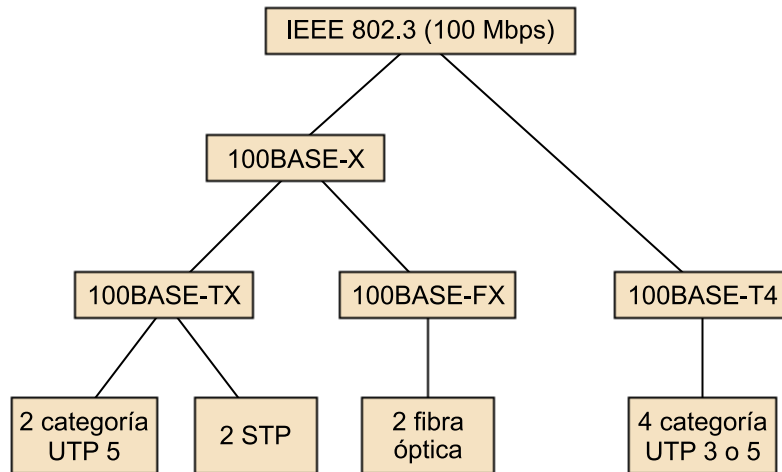 IEEE 802.3 (100 Mbps)
100BASE-X
100BASE-TX
100BASE-FX
100BASE-T4
2 categoría
UTP 5
2 STP
2 fibra
óptica
4 categoría
UTP 3 o 5